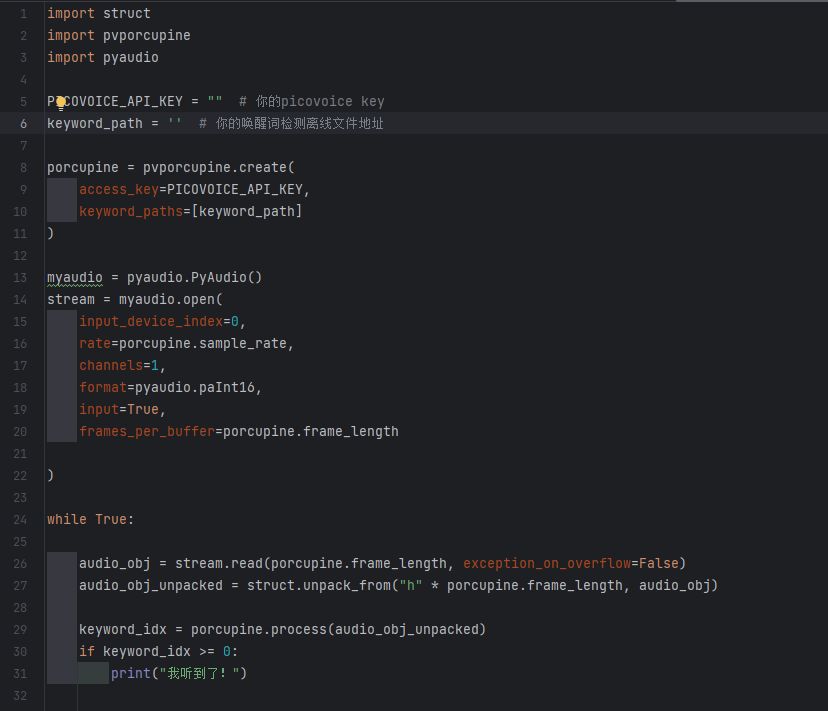 1 import struct
2 import pvporcupine
3 import pyaudio
4
5 PICOVOICE_API_KEY = ""  # 你的picovoice key
6 keyword_path = ''  # 你的唤醒词检测离线文件地址
7
8 porcupine = pvporcupine.create(
9     access_key=PICOVOICE_API_KEY,
10     keyword_paths=[keyword_path]
11 )
12
13 myaudio = pyaudio.PyAudio()
14 stream = myaudio.open(
15     input_device_index=0,
16     rate=porcupine.sample_rate,
17     channels=1,
18     format=pyaudio.paInt16,
19     input=True,
20     frames_per_buffer=porcupine.frame_length
21
22 )
23
24 while True:
25
26     audio_obj = stream.read(porcupine.frame_length, exception_on_overflow=False)
27     audio_obj_unpacked = struct.unpack_from("h" * porcupine.frame_length, audio_obj)
28
29     keyword_idx = porcupine.process(audio_obj_unpacked)
30     if keyword_idx >= 0:
31         print("我听到了！")
32